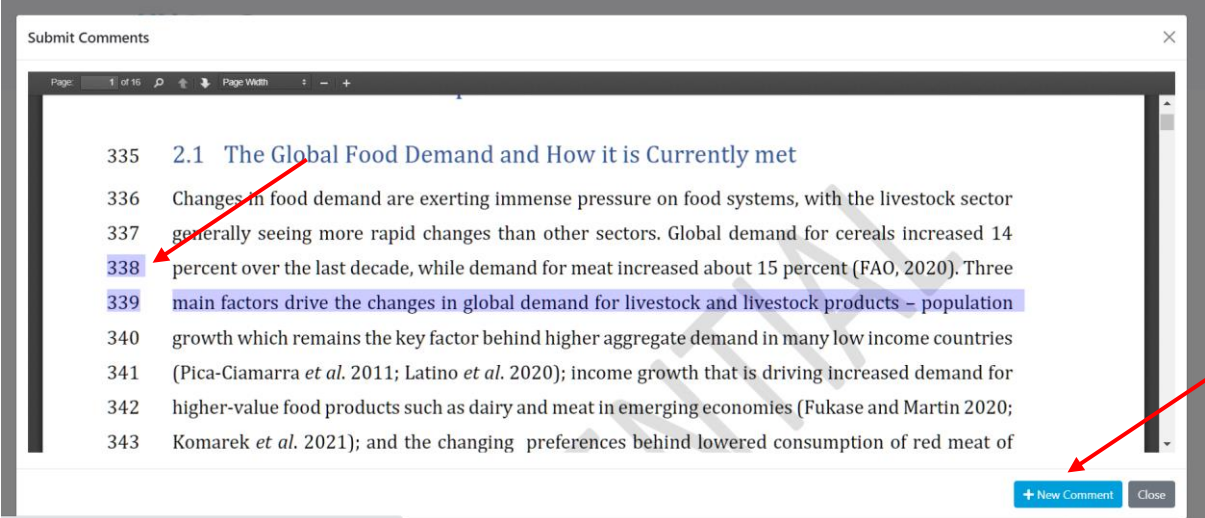 Submit Comments
Page: 1 of 16 Page Width - +
335 2.1 The Global Food Demand and How it is Currently met
336 Changes in food demand are exerting immense pressure on food systems, with the livestock sector
337 generally seeing more rapid changes than other sectors. Global demand for cereals increased 14
338 percent over the last decade, while demand for meat increased about 15 percent (FAO, 2020). Three
339 main factors drive the changes in global demand for livestock and livestock products – population
340 growth which remains the key factor behind higher aggregate demand in many low income countries
341 (Pica-Ciamarra et al. 2011; Latino et al. 2020); income growth that is driving increased demand for
342 higher-value food products such as dairy and meat in emerging economies (Fukase and Martin 2020;
343 Komarek et al. 2021); and the changing preferences behind lowered consumption of red meat of
+ New Comment Close